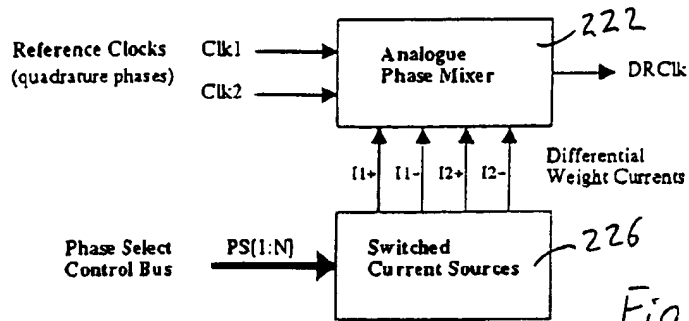 222
Reference Clocks
(quadrature phases)
Clk1
Clk2
Analogue
Phase Mixer
DRClk
I1+ I1- I2+ I2-
Differential
Weight Currents
226
Phase Select
Control Bus
PS(1:N)
Switched
Current Sources
Fig